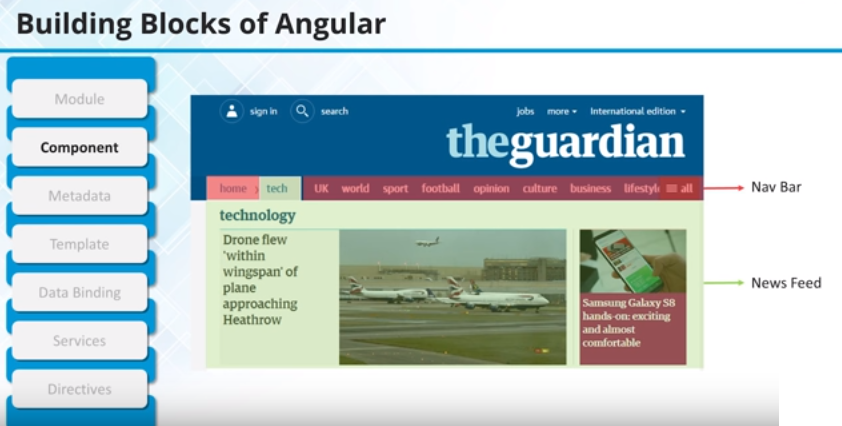 Building Blocks of Angular
Module
Component
Metadata
Template
Data Binding
Services
Directives
sign in search jobs more International edition
theguardian
home tech UK world sport football opinion culture business lifestyle all
Nav Bar
technology
Drone flew
'within
wingspan' of
plane
approaching
Heathrow
Samsung Galaxy S8
hands-on: exciting
and almost
comfortable
News Feed